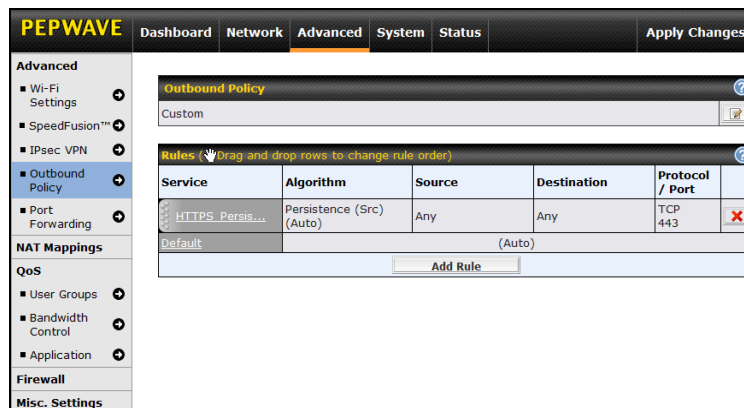 PEPWAVE
Dashboard Network Advanced System Status Apply Changes
Advanced
Wi-Fi
Settings
SpeedFusion™
IPsec VPN
Outbound
Policy
Port
Forwarding
NAT Mappings
QoS
User Groups
Bandwidth
Control
Application
Firewall
Misc. Settings
Outbound Policy
Custom
Rules (Drag and drop rows to change rule order)
Service Algorithm Source Destination Protocol
/ Port
HTTPS Persis... Persistence (Src)
(Auto) Any Any TCP
443
Default (Auto)
Add Rule